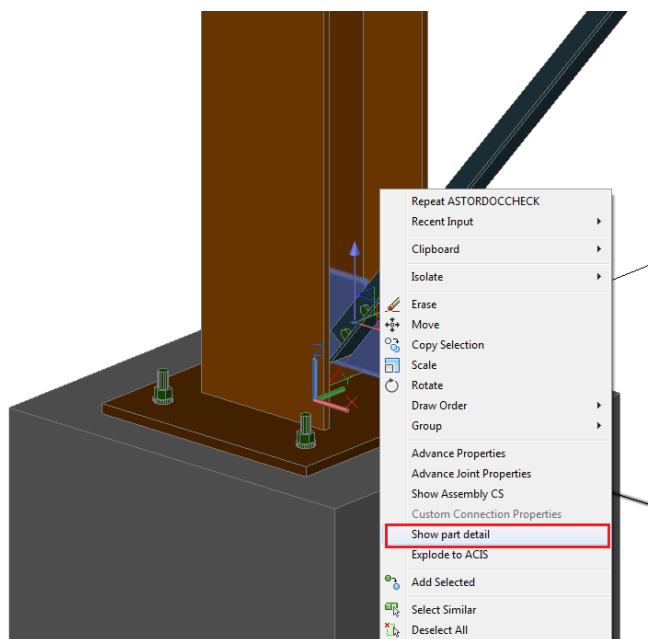 Repeat ASTORDOCCHECK
Recent Input
Clipboard
Isolate
Erase
Move
Copy Selection
Scale
Rotate
Draw Order
Group
Advance Properties
Advance Joint Properties
Show Assembly CS
Custom Connection Properties
Show part detail
Explode to ACIS
Add Selected
Select Similar
Deselect All
Z
Y
X